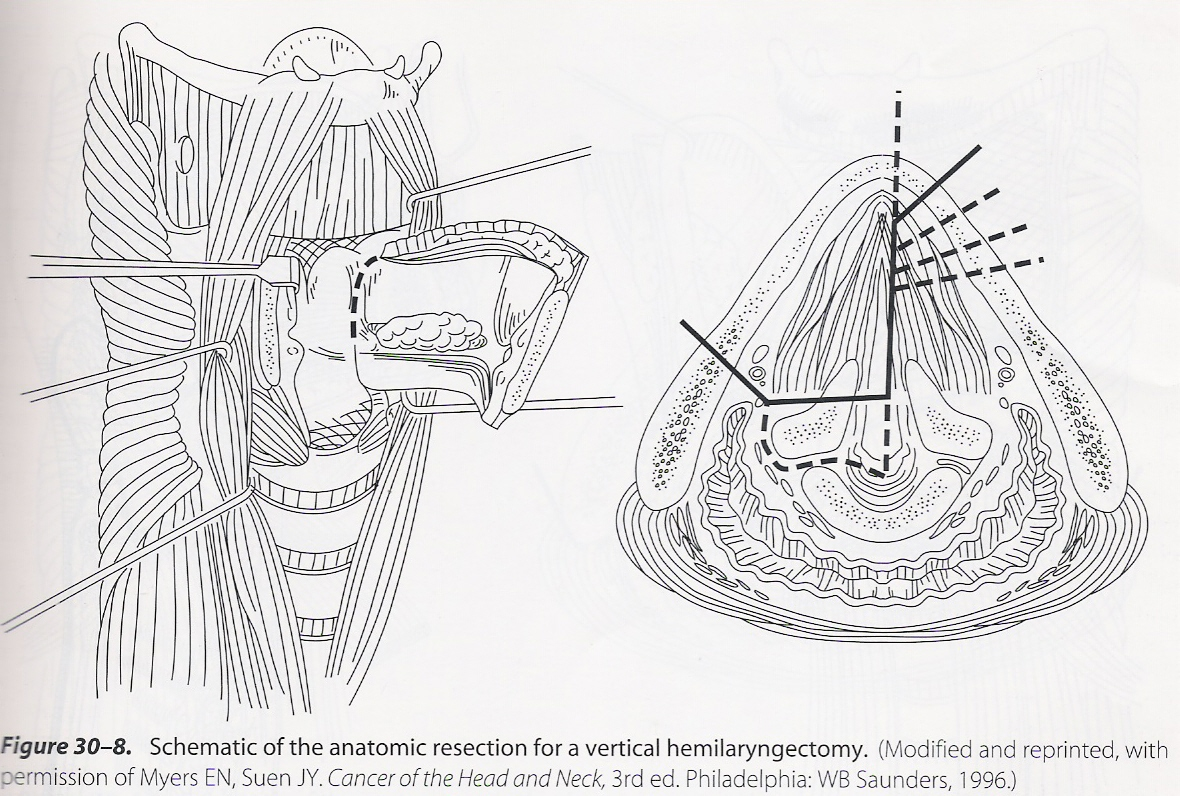 Figure 30–8. Schematic of the anatomic resection for a vertical hemilaryngectomy. (Modified and reprinted, with
permission of Myers EN, Suen JY. Cancer of the Head and Neck, 3rd ed. Philadelphia: WB Saunders, 1996.)